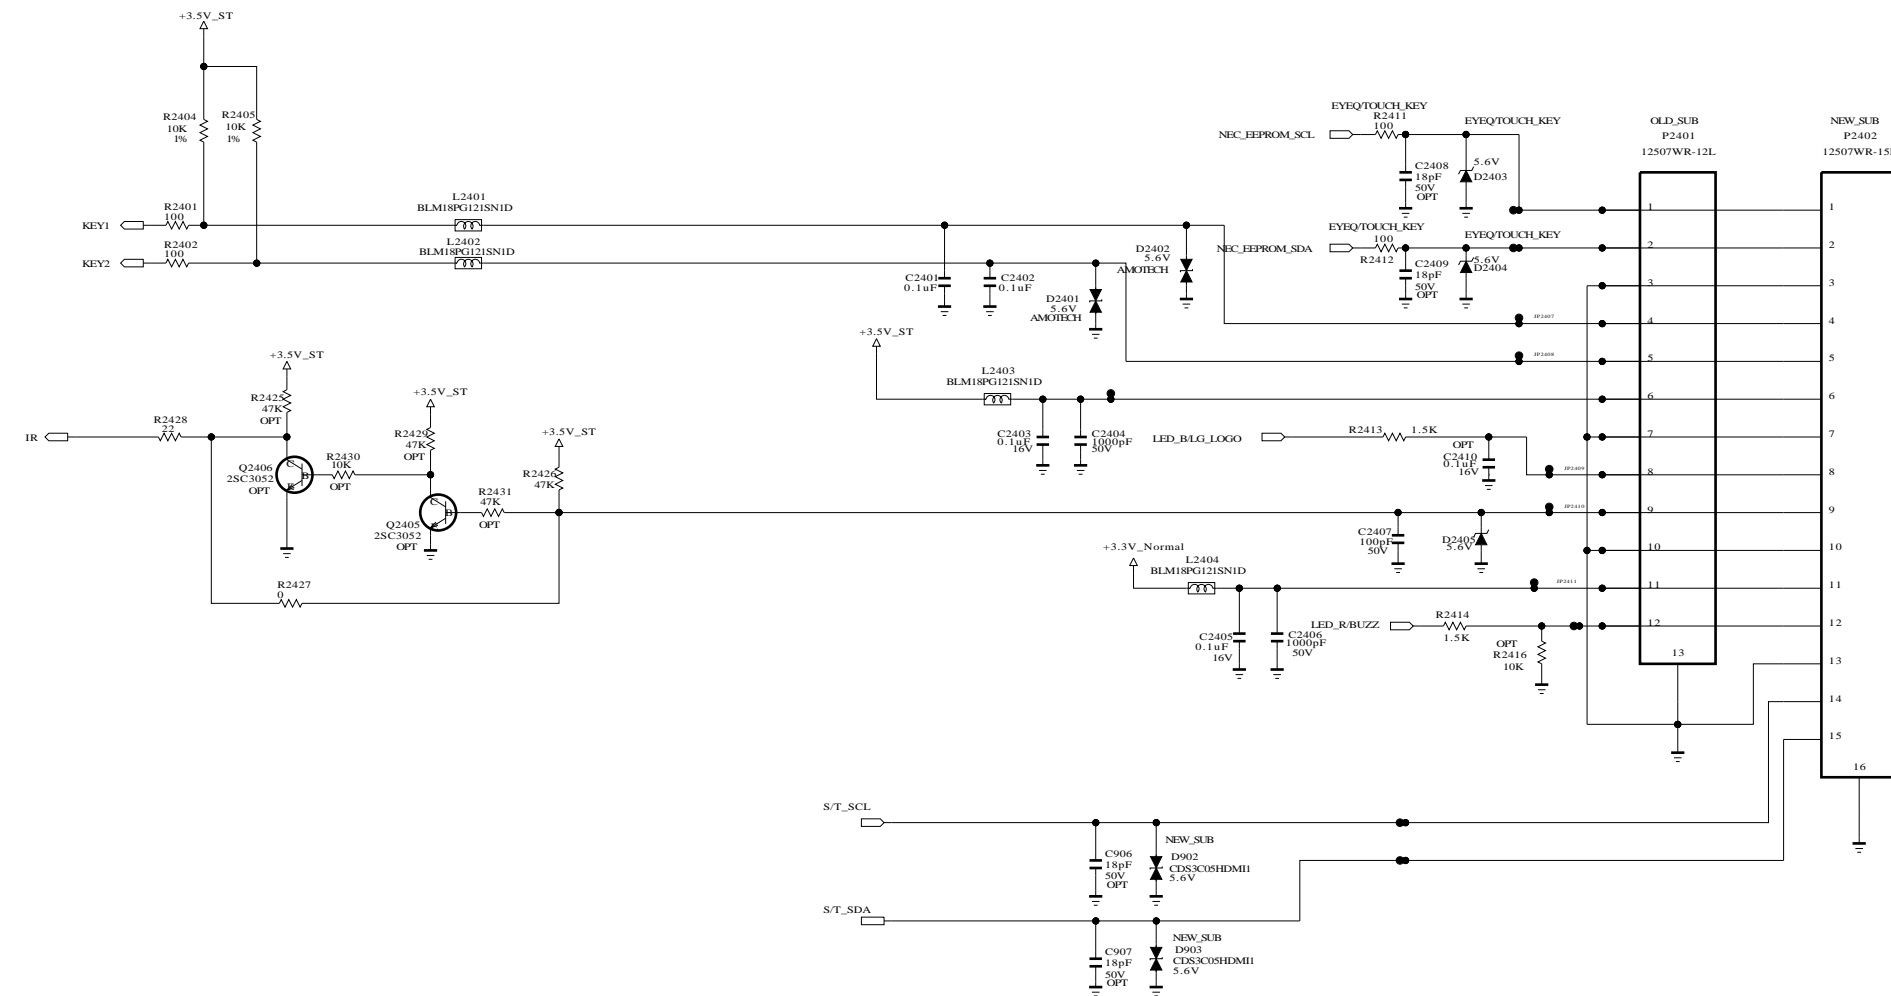 +3.5V_ST
R2404
10K
1%
R2405
10K
1%
R2401
100
KEY1
R2402
100
KEY2
L2401
BLM18PG121SN1D
L2402
BLM18PG121SN1D
C2401
0.1uF
C2402
0.1uF
D2401
5.6V
AMOTECH
D2402
5.6V
AMOTECH
EYEQ/TOUCH_KEY
R2411
100
NEC_EEPROM_SCL
EYEQ/TOUCH_KEY
C2408
18pF
50V
OPT
5.6V
D2403
EYEQ/TOUCH_KEY
100
R2412
NEC_EEPROM_SDA
EYEQ/TOUCH_KEY
C2409
18pF
50V
OPT
5.6V
D2404
JP2407
JP2408
+3.5V_ST
L2403
BLM18PG121SN1D
C2403
0.1uF
16V
C2404
1000pF
50V
LED_B/LG_LOGO
R2413
1.5K
OPT
C2410
0.1uF
16V
JP2409
+3.5V_ST
R2425
47K
OPT
R2428
22
IR
Q2406
2SC3052
OPT
C
B
E
R2430
10K
OPT
+3.5V_ST
R2429
47K
OPT
Q2405
2SC3052
OPT
C
B
E
R2431
47K
OPT
+3.5V_ST
R2426
47K
R2427
0
C2407
100pF
50V
D2405
5.6V
JP2410
+3.3V_Normal
L2404
BLM18PG121SN1D
JP2411
C2405
0.1uF
16V
C2406
1000pF
50V
LED_R/BUZZ
R2414
1.5K
OPT
R2416
10K
OLD_SUB
P2401
12507WR-12L
1
2
3
4
5
6
7
8
9
10
11
12
13
NEW_SUB
P2402
12507WR-15
1
2
3
4
5
6
7
8
9
10
11
12
13
14
15
16
S/T_SCL
C906
18pF
50V
OPT
NEW_SUB
D902
CDS3C05HDMI1
5.6V
S/T_SDA
C907
18pF
50V
OPT
NEW_SUB
D903
CDS3C05HDMI1
5.6V